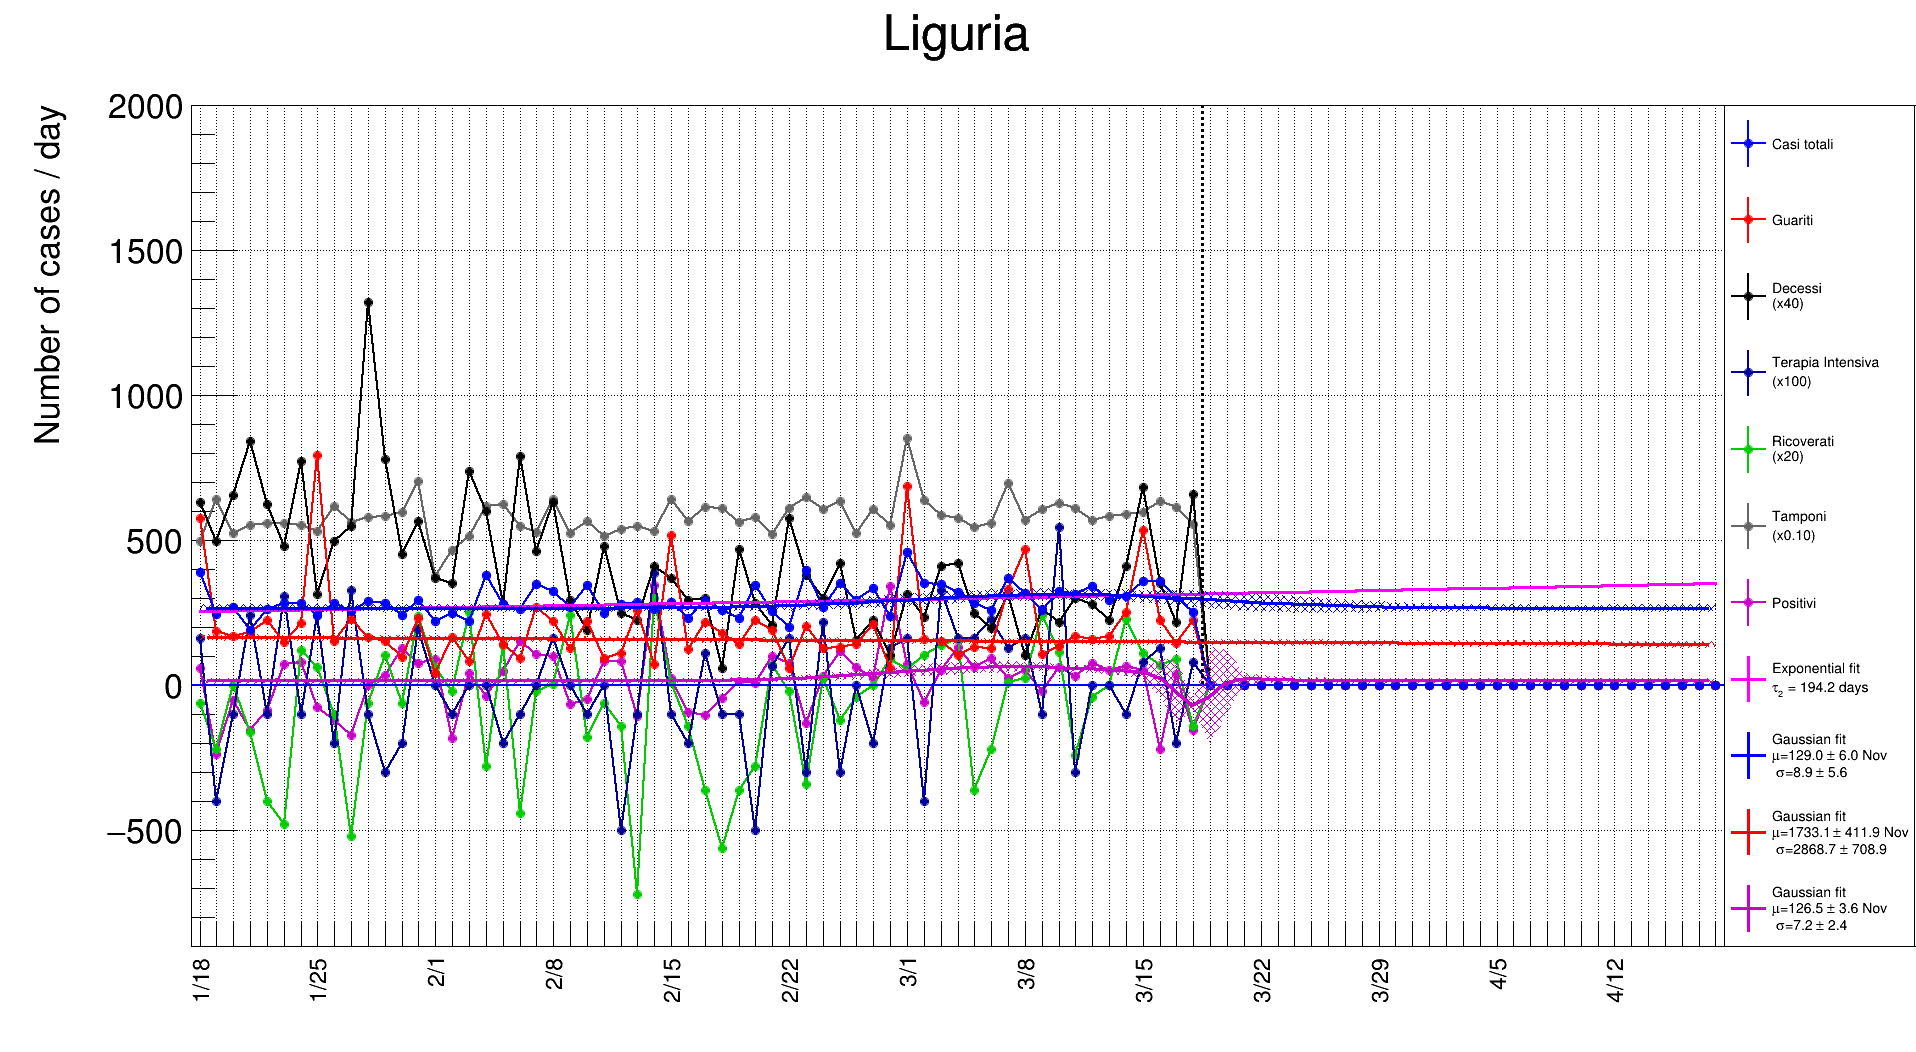 Liguria
Number of cases / day
2000
1500
1000
500
0
−500
1/18
1/25
2/1
2/8
2/15
2/22
3/1
3/8
3/15
3/22
3/29
4/5
4/12
Casi totali
Guariti
Decessi
(x40)
Terapia Intensiva
(x100)
Ricoverati
(x20)
Tamponi
(x0.10)
Positivi
Exponential fit
τ₂ = 194.2 days
Gaussian fit
μ=129.0 ± 6.0 Nov
σ=8.9 ± 5.6
Gaussian fit
μ=1733.1 ± 411.9 Nov
σ=2868.7 ± 708.9
Gaussian fit
μ=126.5 ± 3.6 Nov
σ=7.2 ± 2.4